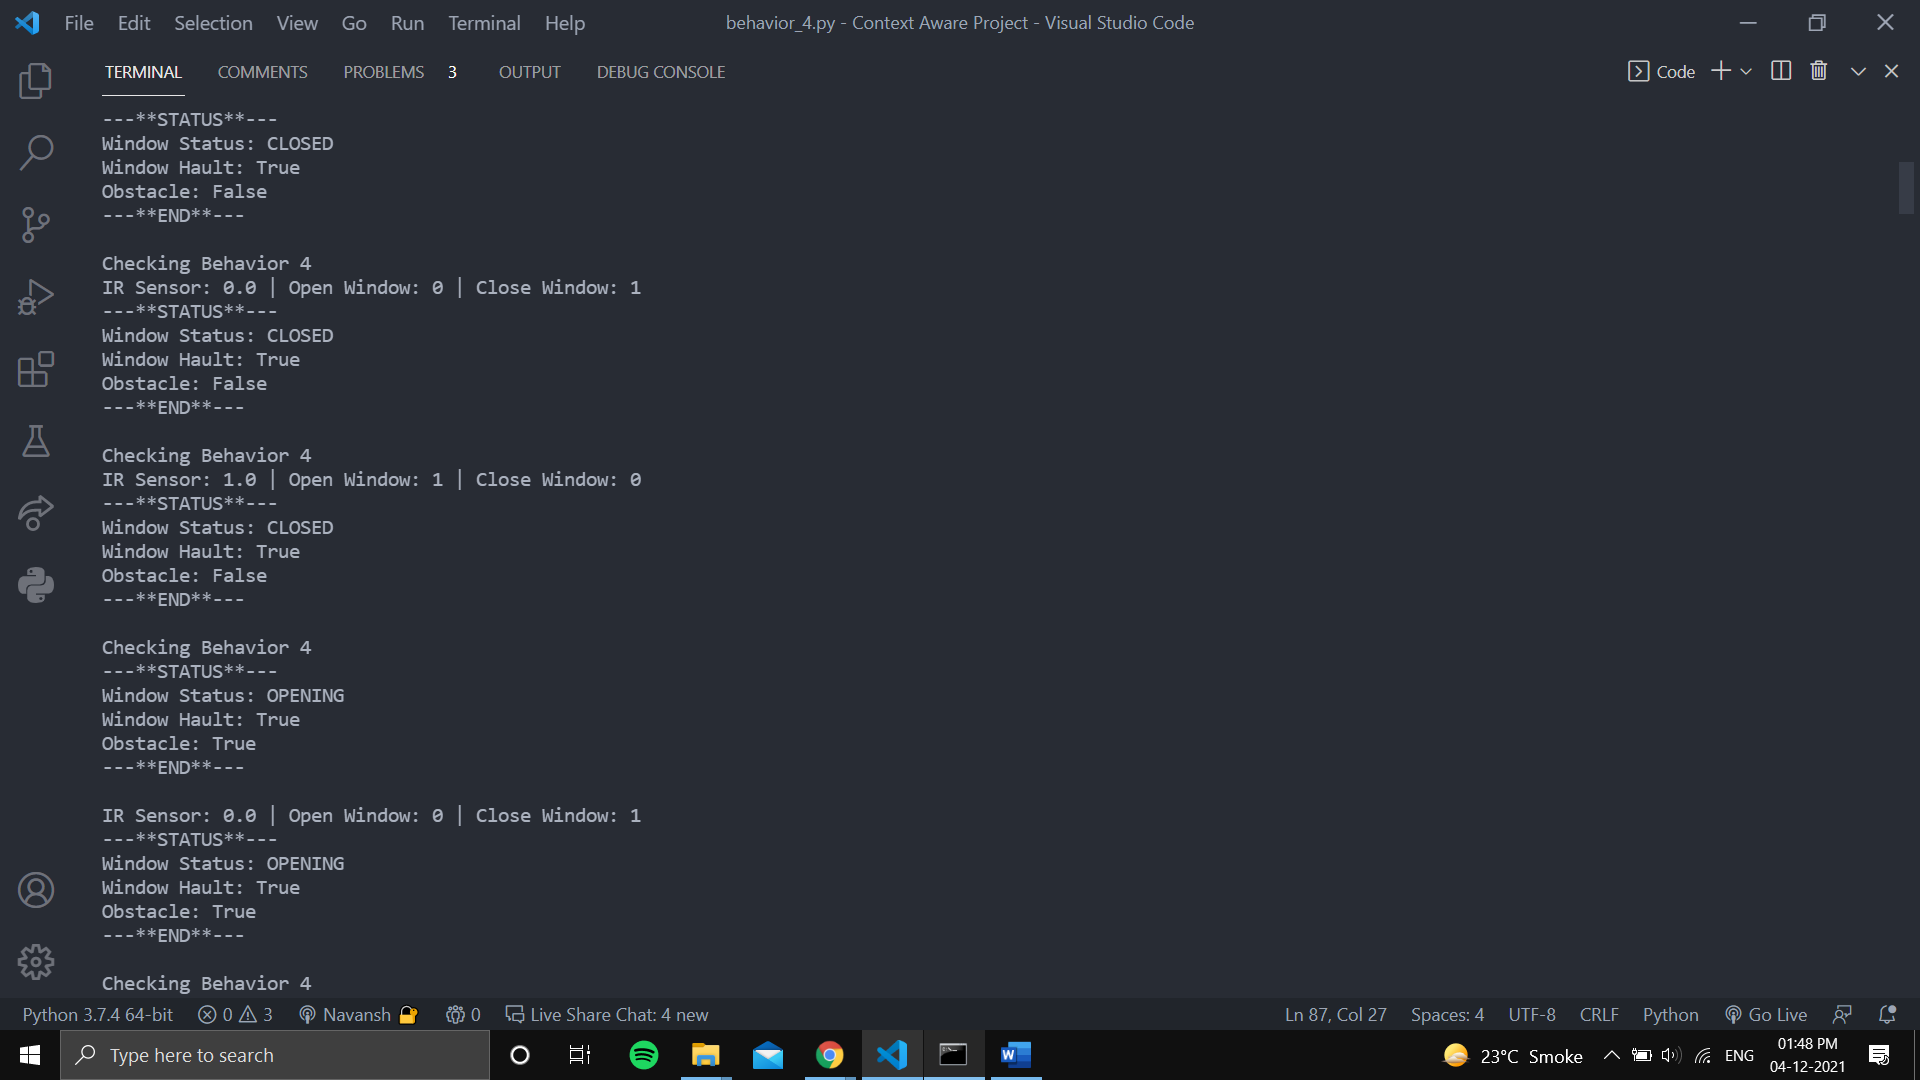 File Edit Selection View Go Run Terminal Help behavior_4.py - Context Aware Project - Visual Studio Code
TERMINAL COMMENTS PROBLEMS 3 OUTPUT DEBUG CONSOLE Code
---**STATUS**---
Window Status: CLOSED
Window Hault: True
Obstacle: False
---**END**---
Checking Behavior 4
IR Sensor: 0.0 | Open Window: 0 | Close Window: 1
---**STATUS**---
Window Status: CLOSED
Window Hault: True
Obstacle: False
---**END**---
Checking Behavior 4
IR Sensor: 1.0 | Open Window: 1 | Close Window: 0
---**STATUS**---
Window Status: CLOSED
Window Hault: True
Obstacle: False
---**END**---
Checking Behavior 4
---**STATUS**---
Window Status: OPENING
Window Hault: True
Obstacle: True
---**END**---
IR Sensor: 0.0 | Open Window: 0 | Close Window: 1
---**STATUS**---
Window Status: OPENING
Window Hault: True
Obstacle: True
---**END**---
Checking Behavior 4
Python 3.7.4 64-bit 0 3 Navansh 0 Live Share Chat: 4 new Ln 87, Col 27 Spaces: 4 UTF-8 CRLF Python Go Live
Type here to search W 23°C Smoke ENG 01:48 PM
04-12-2021